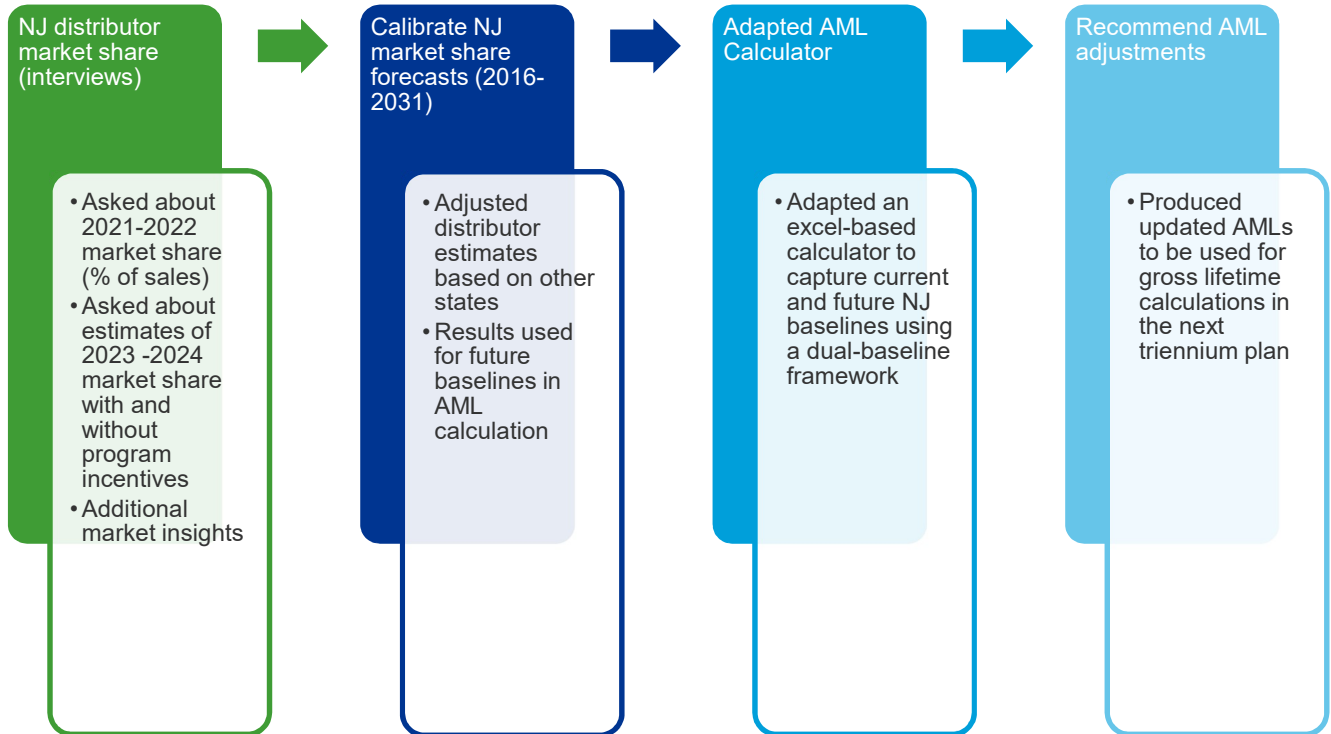 NJ distributor
market share
(interviews)
• Asked about
2021-2022
market share
(% of sales)
• Asked about
estimates of
2023 -2024
market share
with and
without
program
incentives
• Additional
market insights
Calibrate NJ
market share
forecasts (2016-
2031)
• Adjusted
distributor
estimates
based on other
states
• Results used
for future
baselines in
AML
calculation
Adapted AML
Calculator
• Adapted an
excel-based
calculator to
capture current
and future NJ
baselines using
a dual-baseline
framework
Recommend AML
adjustments
• Produced
updated AMLs
to be used for
gross lifetime
calculations in
the next
triennium plan